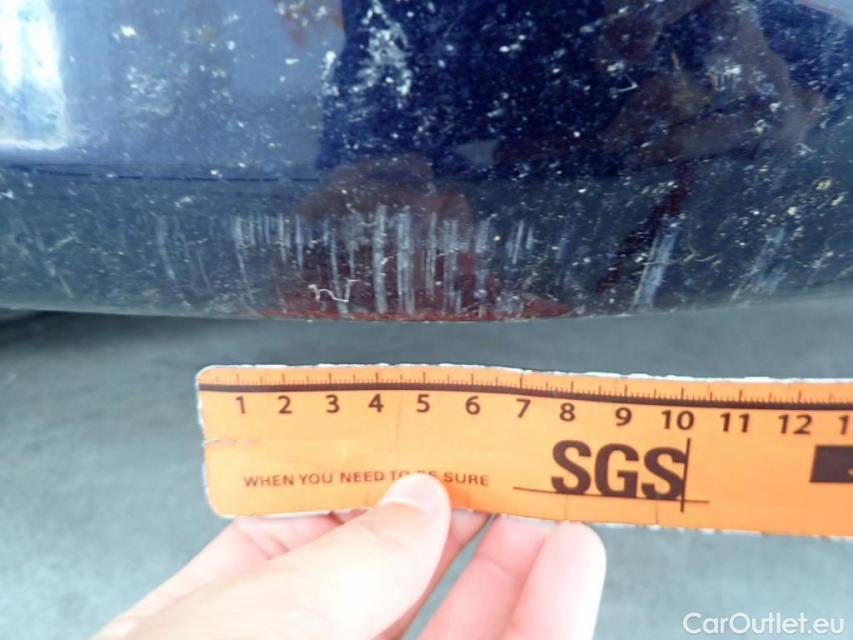 1 2 3 4 5 6 7 8 9 10 11 12 1
SGS
WHEN YOU NEED TO BE SURE
CarOutlet.eu